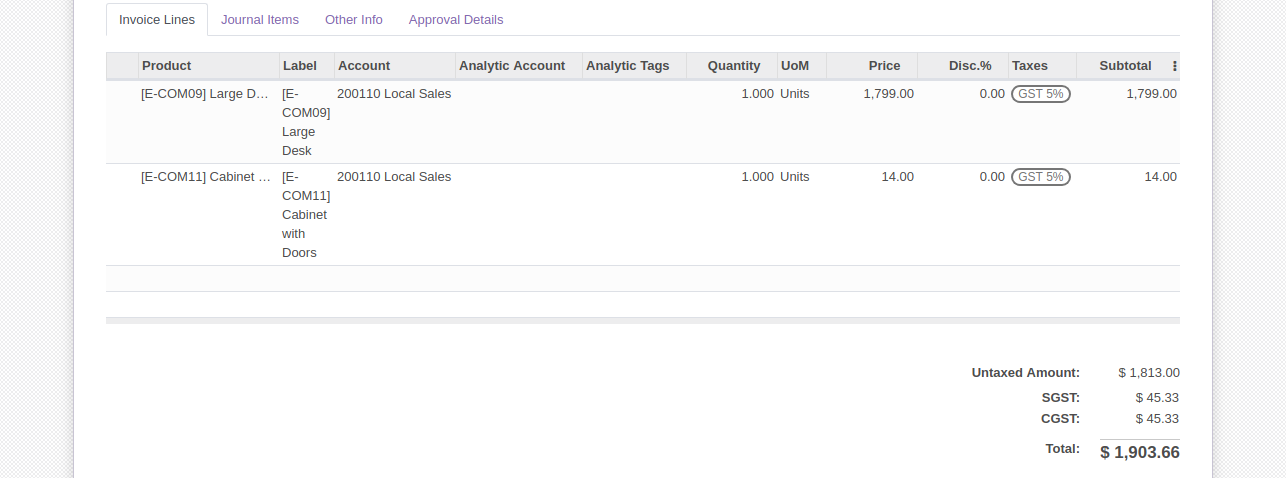 Invoice Lines Journal Items Other Info Approval Details
Product Label Account Analytic Account Analytic Tags Quantity UoM Price Disc.% Taxes Subtotal
[E-COM09] Large D... [E- 200110 Local Sales 1.000 Units 1,799.00 0.00 GST 5% 1,799.00
COM09]
Large
Desk
[E-COM11] Cabinet ... [E- 200110 Local Sales 1.000 Units 14.00 0.00 GST 5% 14.00
COM11]
Cabinet
with
Doors
Untaxed Amount: $ 1,813.00
SGST: $ 45.33
CGST: $ 45.33
Total: $ 1,903.66